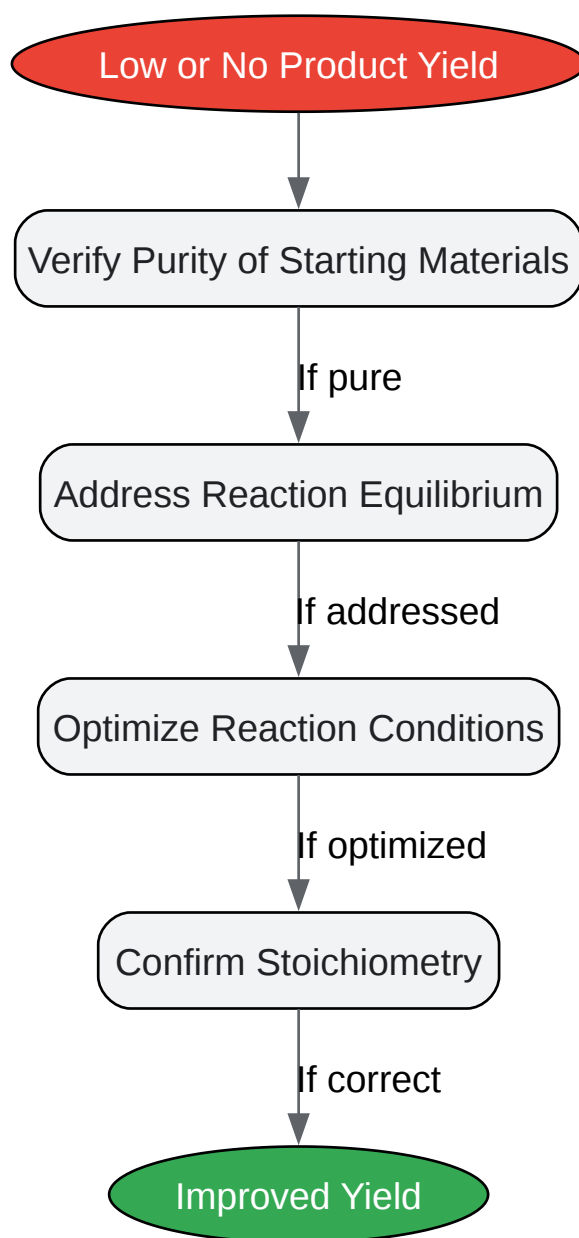 Low or No Product Yield
Verify Purity of Starting Materials
If pure
Address Reaction Equilibrium
If addressed
Optimize Reaction Conditions
If optimized
Confirm Stoichiometry
If correct
Improved Yield